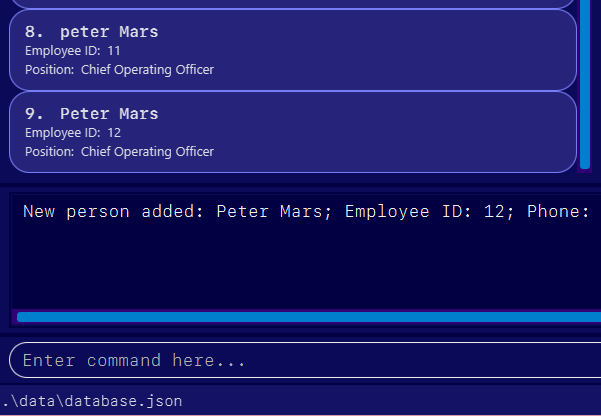 8. peter Mars
Employee ID: 11
Position: Chief Operating Officer
9. Peter Mars
Employee ID: 12
Position: Chief Operating Officer
New person added: Peter Mars; Employee ID: 12; Phone:
Enter command here...
.\data\database.json